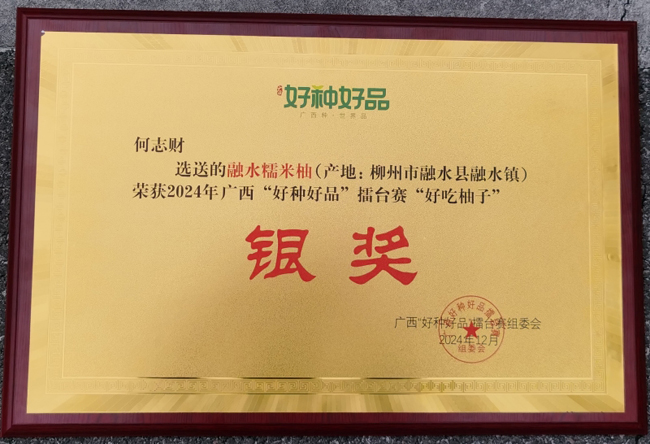 好种好品
广西种·世界品
何志财
选送的融水糯米柚(产地：柳州市融水县融水镇)
荣获2024年广西“好种好品”擂台赛“好吃柚子”
银奖
广西“好种好品”擂台赛组委会
2024年12月
组委会